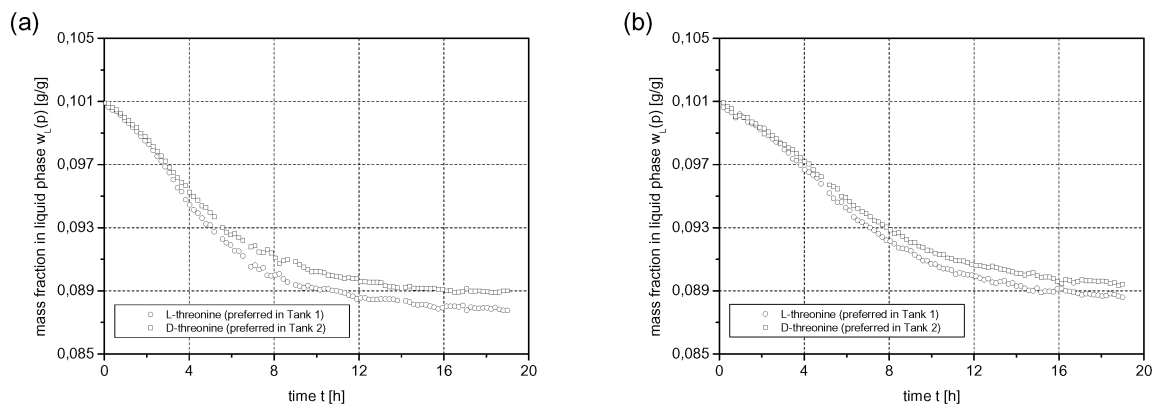 (a)
0,105
0,101
0,097
0,093
0,089
0,085
mass fraction in liquid phase w_L(p) [g/g]
L-threonine (preferred in Tank 1)
D-threonine (preferred in Tank 2)
0 4 8 12 16 20
time t [h]
(b)
0,105
0,101
0,097
0,093
0,089
0,085
mass fraction in liquid phase w_L(p) [g/g]
L-threonine (preferred in Tank 1)
D-threonine (preferred in Tank 2)
0 4 8 12 16 20
time t [h]